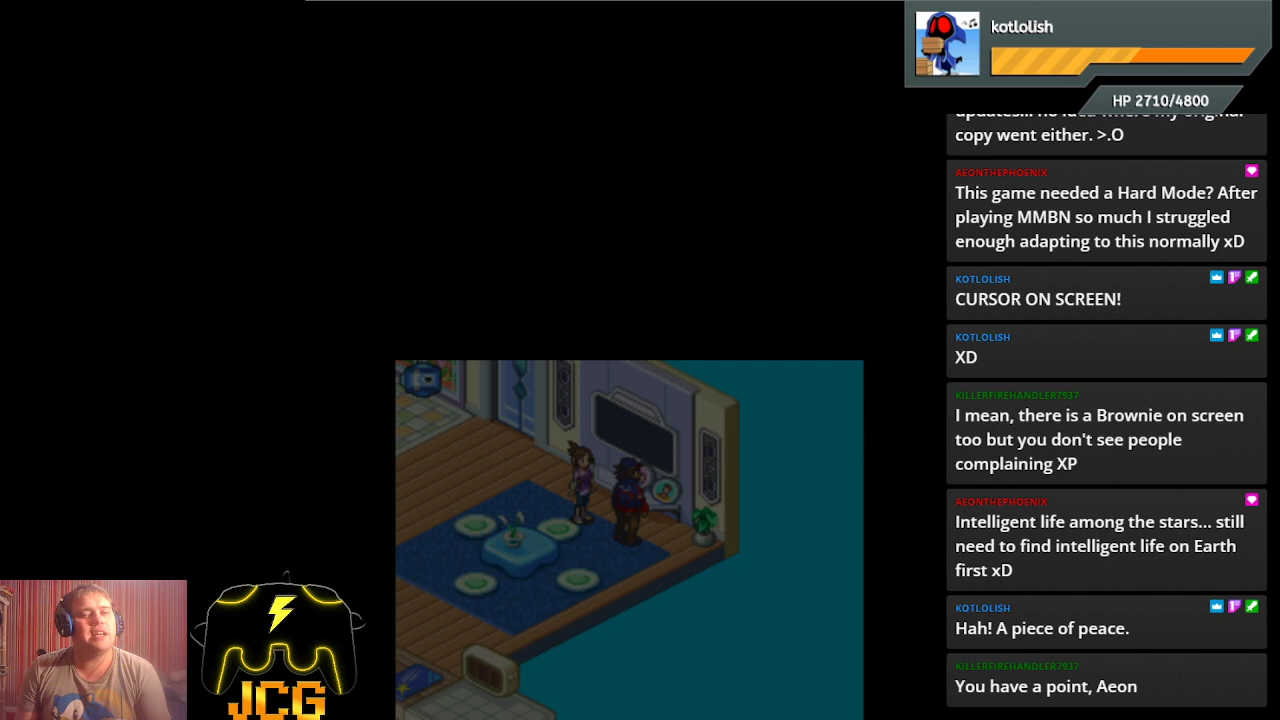 kotlolish
HP 2710/4800
copy went either. >.O
AEONTHEPHOENIX
This game needed a Hard Mode? After
playing MMBN so much I struggled
enough adapting to this normally xD
KOTLOLISH
CURSOR ON SCREEN!
KOTLOLISH
XD
KILLERFIREHANDLER7937
I mean, there is a Brownie on screen
too but you don't see people
complaining XP
AEONTHEPHOENIX
Intelligent life among the stars... still
need to find intelligent life on Earth
first xD
KOTLOLISH
Hah! A piece of peace.
KILLERFIREHANDLER7937
You have a point, Aeon
JCG